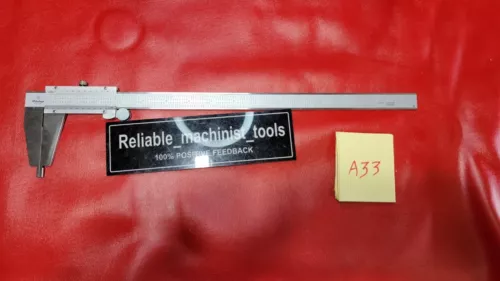 Reliable_machinist_tools
100% POSITIVE FEEDBACK
A33